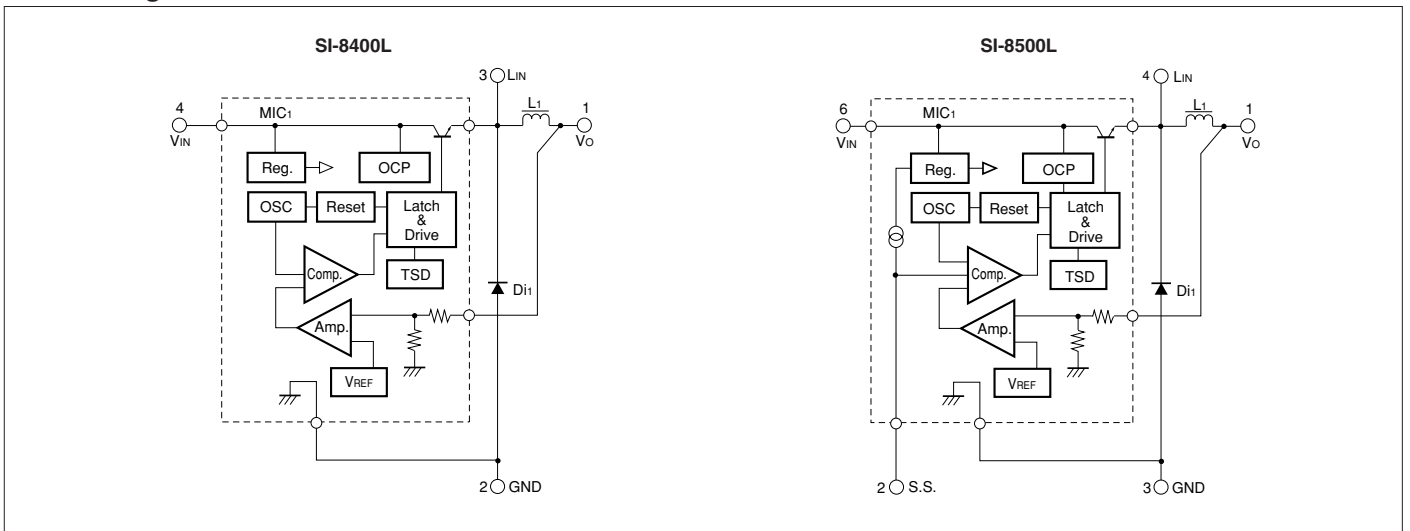 SI-8400L
3 LIN
4
VIN
MIC1
L1
1
VO
Reg.
OCP
OSC
Reset
Latch
&
Drive
Comp.
TSD
Di1
Amp.
VREF
2 GND
SI-8500L
4 LIN
6
VIN
MIC1
L1
1
VO
Reg.
OCP
OSC
Reset
Latch
&
Drive
Comp.
TSD
Di1
Amp.
VREF
2 S.S.
3 GND